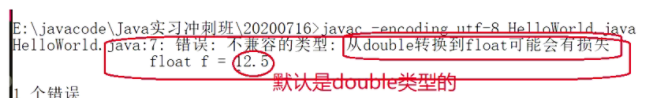 E:\javacode\Java实习冲刺班\20200716>javac -encoding utf-8 HelloWorld.java
HelloWorld.java:7: 错误: 不兼容的类型: 从double转换到float可能会有损失
float f = 12.5
默认是double类型的
1 个错误